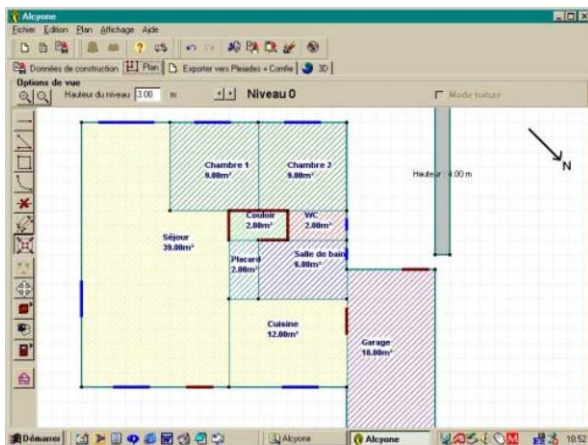 Alcyone
Fichier Edition Plan Affichage Aide
Données de construction Plan Exporter vers Pleiades + Comfie 3D
Options de vue
Hauteur du niveau 3.00 m Niveau 0 Mode toiture
Chambre 1
9.00m²
Chambre 2
9.00m²
Hauteur : 4.00 m
N
Couloir
2.00m²
WC
2.00m²
Séjour
39.00m²
Placard
2.00m²
Salle de bain
6.00m²
Cuisine
12.00m²
Garage
18.00m²
Démarrer Alcyone Alcyone